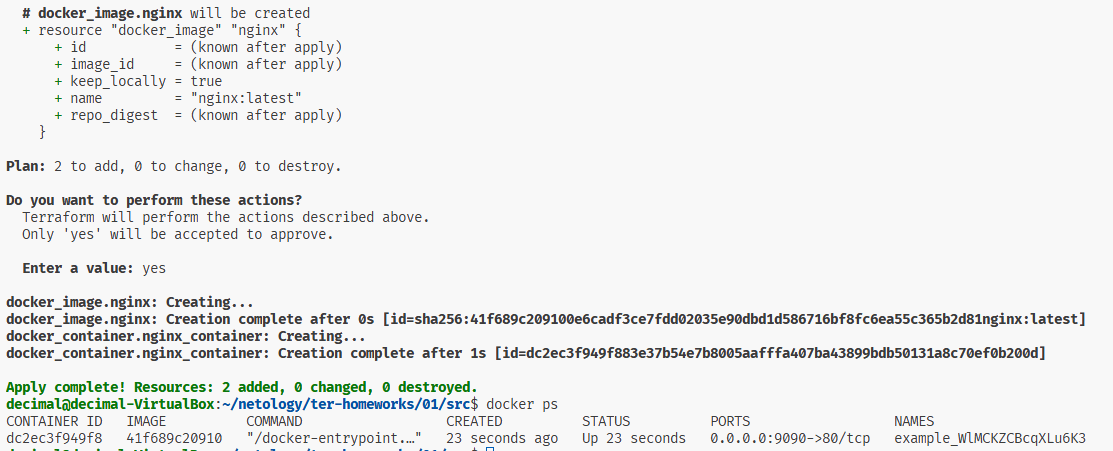 # docker_image.nginx will be created
+ resource "docker_image" "nginx" {
+ id = (known after apply)
+ image_id = (known after apply)
+ keep_locally = true
+ name = "nginx:latest"
+ repo_digest = (known after apply)
}
Plan: 2 to add, 0 to change, 0 to destroy.
Do you want to perform these actions?
Terraform will perform the actions described above.
Only 'yes' will be accepted to approve.
Enter a value: yes
docker_image.nginx: Creating...
docker_image.nginx: Creation complete after 0s [id=sha256:41f689c209100e6cadf3ce7fdd02035e90dbd1d586716bf8fc6ea55c365b2d81nginx:latest]
docker_container.nginx_container: Creating...
docker_container.nginx_container: Creation complete after 1s [id=dc2ec3f949f883e37b54e7b8005aafffa407ba43899bdb50131a8c70ef0b200d]
Apply complete! Resources: 2 added, 0 changed, 0 destroyed.
decimal@decimal-VirtualBox:~/netology/ter-homeworks/01/src$ docker ps
CONTAINER ID IMAGE COMMAND CREATED STATUS PORTS NAMES
dc2ec3f949f8 41f689c20910 "/docker-entrypoint.…" 23 seconds ago Up 23 seconds 0.0.0.0:9090->80/tcp example_WlMCKZCBcqXLu6K3